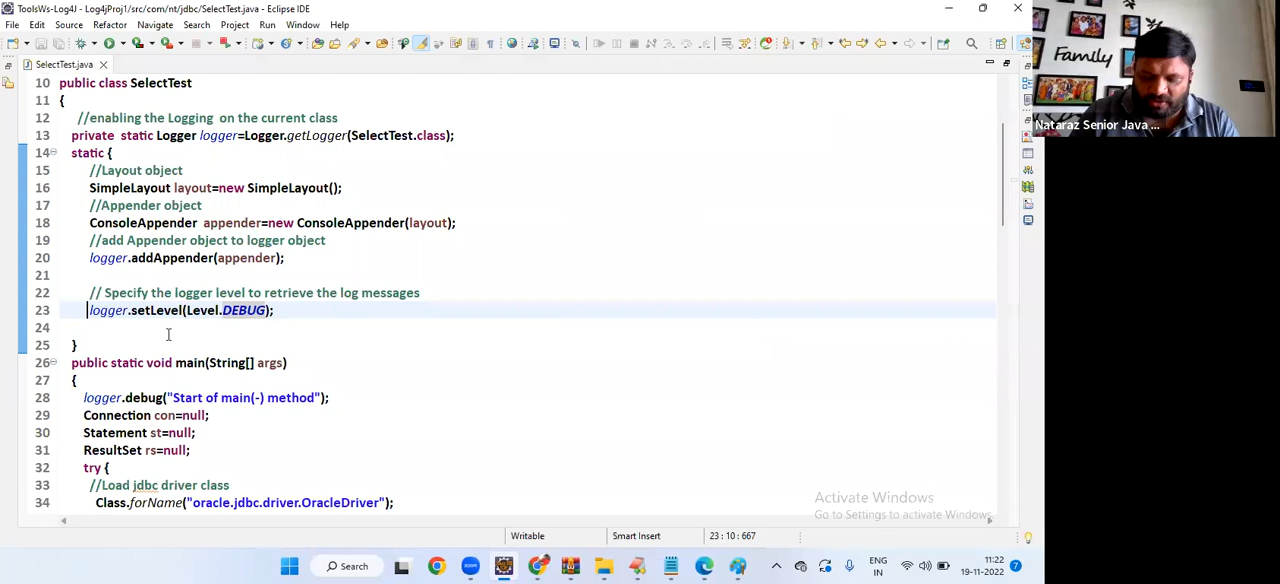 ToolsWs-Log4J - Log4jProj1/src/com/nt/jdbc/SelectTest.java - Eclipse IDE
File Edit Source Refactor Navigate Search Project Run Window Help
SelectTest.java
10 public class SelectTest
11 {
12 //enabling the Logging on the current class
13 private static Logger logger=Logger.getLogger(SelectTest.class);
14 static {
15 //Layout object
16 SimpleLayout layout=new SimpleLayout();
17 //Appender object
18 ConsoleAppender appender=new ConsoleAppender(layout);
19 //add Appender object to logger object
20 logger.addAppender(appender);
21
22 // Specify the logger level to retrieve the log messages
23 logger.setLevel(Level.DEBUG);
24
25 }
26 public static void main(String[] args)
27 {
28 logger.debug("Start of main(-) method");
29 Connection con=null;
30 Statement st=null;
31 ResultSet rs=null;
32 try {
33 //Load jdbc driver class
34 Class.forName("oracle.jdbc.driver.OracleDriver");
Family
Nataraz Senior Java ...
Activate Windows
Go to Settings to activate Windows.
Writable Smart Insert 23 : 10 : 667
Search
zoom
ENG
IN
11:22
19-11-2022
7